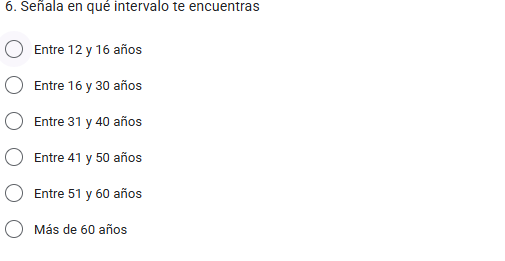 6. Señala en qué intervalo te encuentras
Entre 12 y 16 años
Entre 16 y 30 años
Entre 31 y 40 años
Entre 41 y 50 años
Entre 51 y 60 años
Más de 60 años